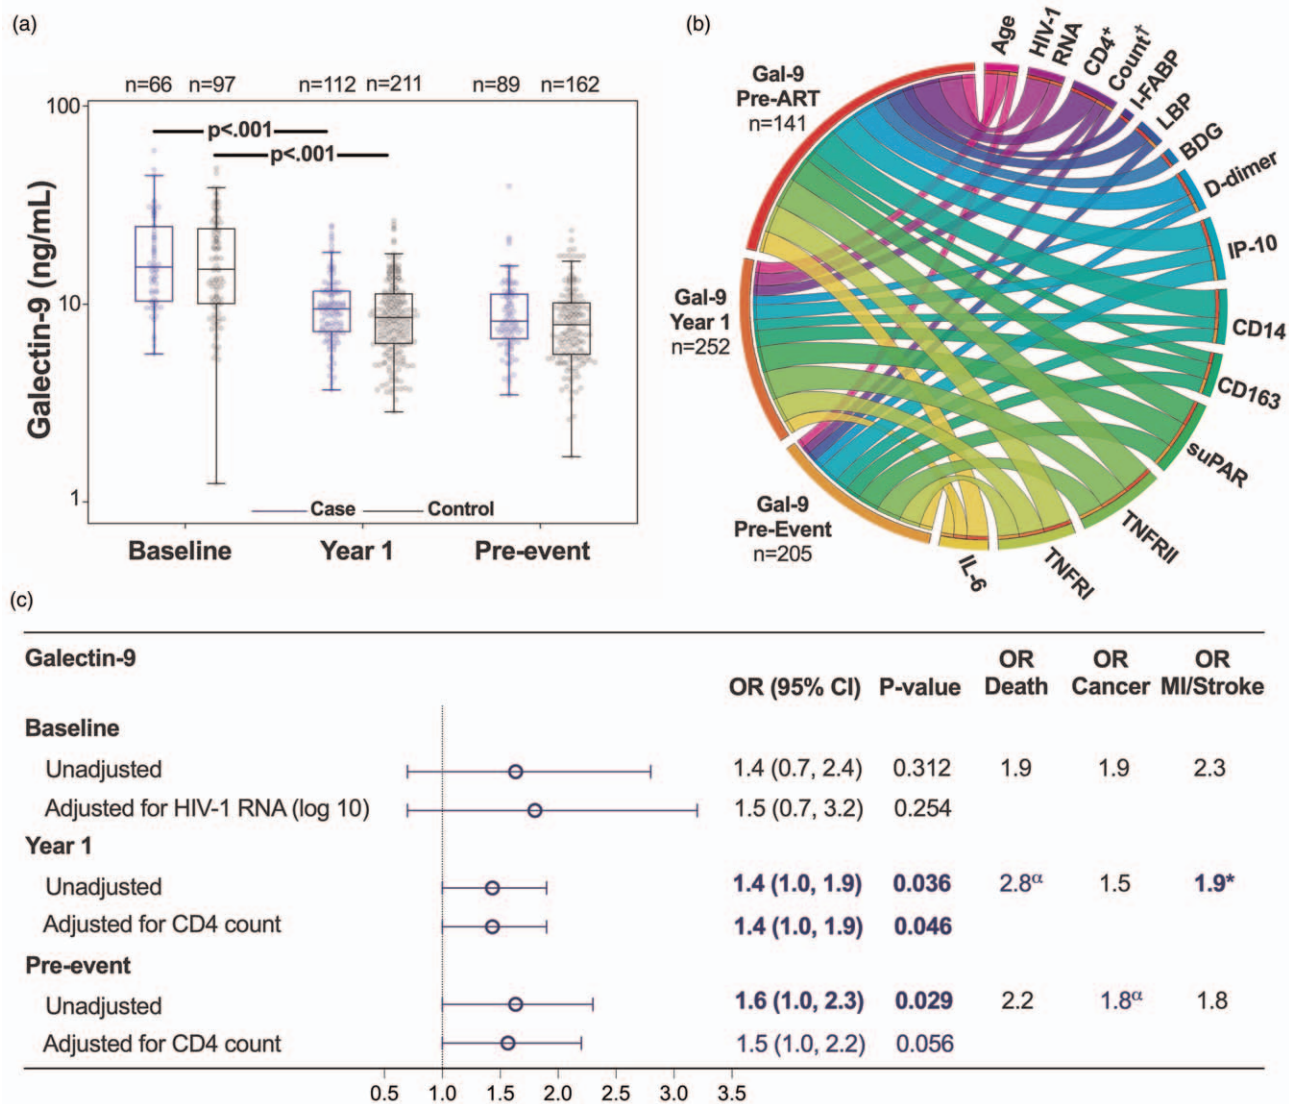 (a)
n=66 n=97 n=112 n=211 n=89 n=162
100
p<.001
p<.001
Galectin-9 (ng/mL)
10
1
Case Control
Baseline Year 1 Pre-event
(b)
Age
HIV-1
RNA
CD4+
Count†
I-FABP
LBP
BDG
D-dimer
IP-10
CD14
CD163
suPAR
TNFRII
TNFRI
IL-6
Gal-9
Pre-ART
n=141
Gal-9
Year 1
n=252
Gal-9
Pre-Event
n=205
(c)
Galectin-9 OR (95% CI) P-value OR Death OR Cancer OR MI/Stroke
Baseline
Unadjusted 1.4 (0.7, 2.4) 0.312 1.9 1.9 2.3
Adjusted for HIV-1 RNA (log 10) 1.5 (0.7, 3.2) 0.254
Year 1
Unadjusted 1.4 (1.0, 1.9) 0.036 2.8α 1.5 1.9*
Adjusted for CD4 count 1.4 (1.0, 1.9) 0.046
Pre-event
Unadjusted 1.6 (1.0, 2.3) 0.029 2.2 1.8α 1.8
Adjusted for CD4 count 1.5 (1.0, 2.2) 0.056
0.5 1.0 1.5 2.0 2.5 3.0 3.5